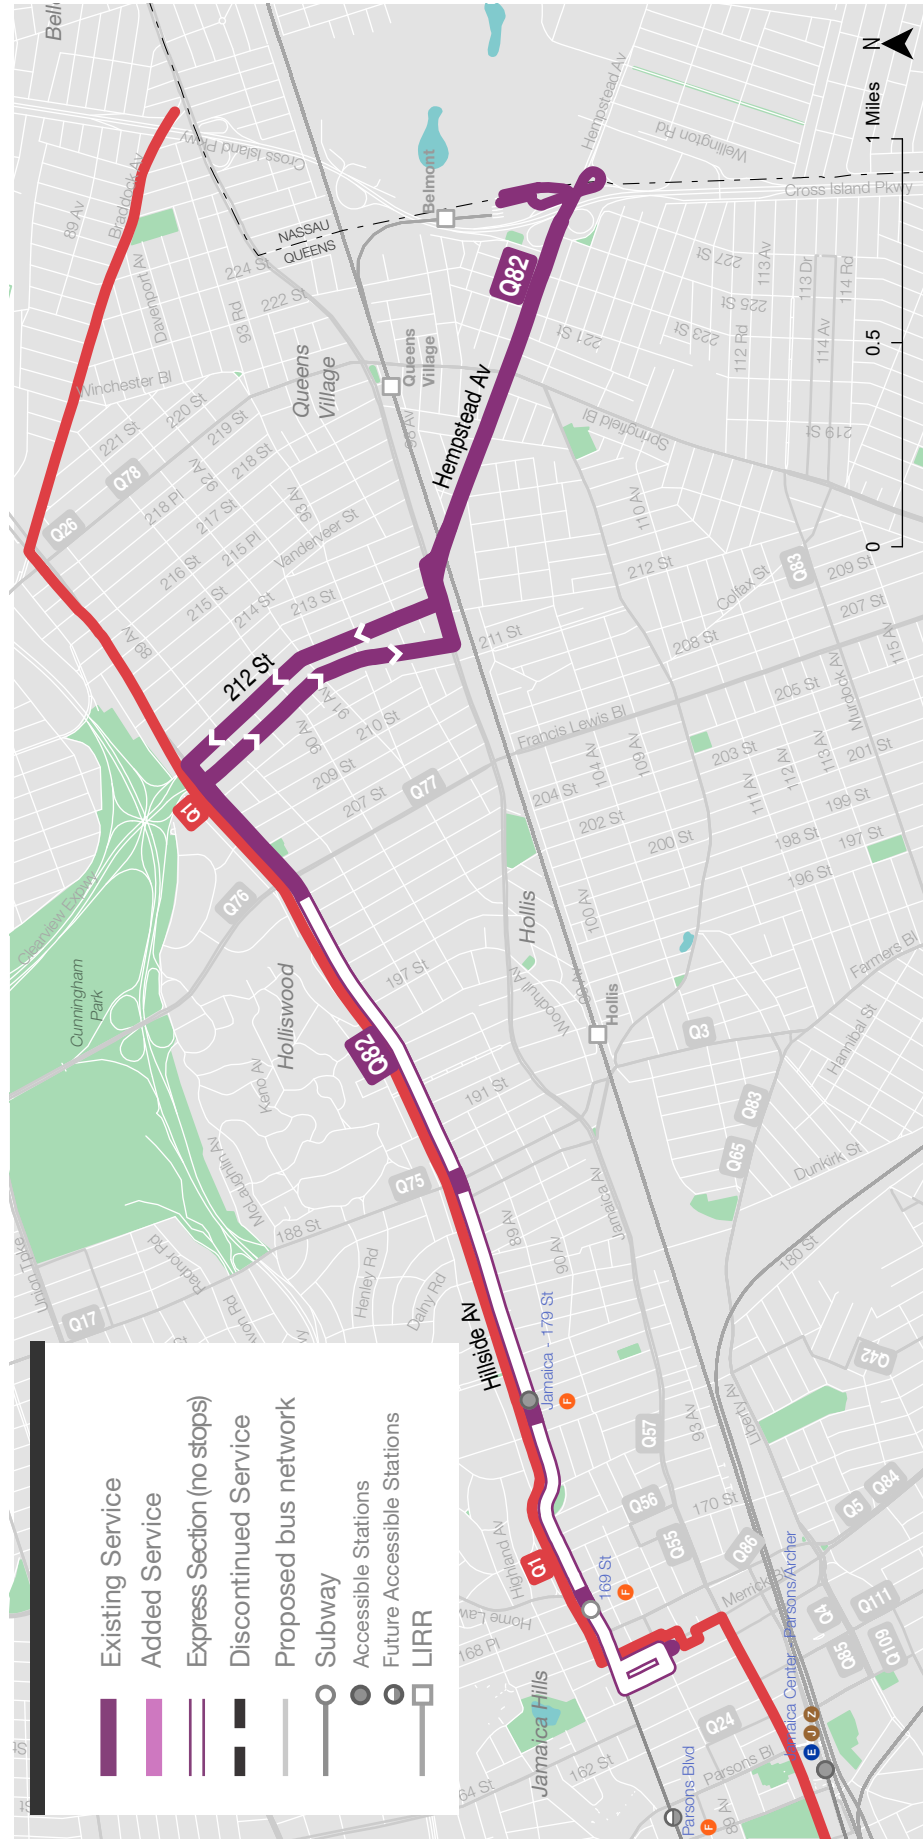 Existing Service
Added Service
Express Section (no stops)
Discontinued Service
Proposed bus network
Subway
Accessible Stations
Future Accessible Stations
LIRR
Union Tpke
Q17
188 St
Radnor Rd
McLaughlin Av
Henley Rd
Dalny Rd
Keno Av
Cunningham
Park
Clearview Expwy
Holliswood
Q76
Q75
Q77
Q1
Q82
Hillside Av
Q1
Highland Av
Home Law
168 Pl
Jamaica Hills
162 St
64 St
Parsons Blvd
F
Parsons Bl
89 Av
Q24
169 St
F
Jamaica - 179 St
F
Jamaica Center - Parsons/Archer
E
J
Z
Merrick Bl
Q4
Q85
Q111
Q109
Q86
Q5
Q84
Q42
170 St
Q55
Q56
Q57
93 Av
Liberty Av
180 St
Jamaica Av
89 Av
90 Av
191 St
197 St
Dunkirk St
Q65
Q83
Q3
Hannibal St
Farmers Bl
Hollis
Hollis
Woodhull Av
99 Av
100 Av
196 St
197 St
198 St
199 St
200 St
201 St
202 St
203 St
204 St
205 St
207 St
208 St
209 St
Francis Lewis Bl
104 Av
109 Av
110 Av
111 Av
112 Av
113 Av
115 Av
Murdock Av
Colfax St
Q83
211 St
212 St
212 St
207 St
209 St
210 St
90 Av
91 Av
89 Av
213 St
214 St
215 St
215 Pl
216 St
217 St
218 Pl
218 St
219 St
220 St
221 St
Vanderveer St
92 Av
93 Av
Q26
Q78
Winchester Bl
Davenport Av
Braddock Av
89 Av
93 Rd
222 St
224 St
Queens
Village
Queens
Village
98 Av
Hempstead Av
Q82
Springfield Bl
219 St
221 St
223 St
225 St
227 St
112 Rd
113 Av
113 Dr
114 Av
114 Rd
NASSAU
QUEENS
Belmont
Cross Island Pkwy
Cross Island Pkwy
Hempstead Av
Wellington Rd
0
0.5
1 Miles
N